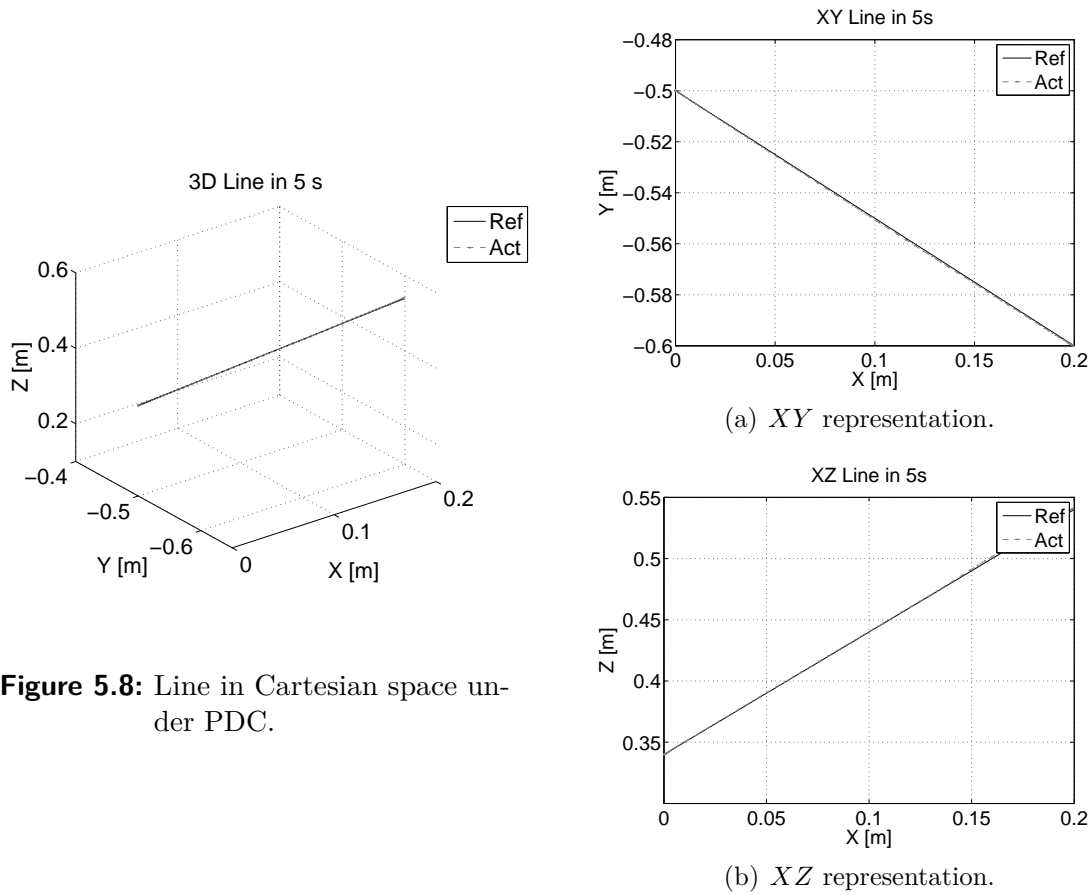 3D Line in 5 s
Ref
Act
0.6
0.4
0.2
Z [m]
−0.4
−0.5
−0.6
Y [m]
0
0.1
0.2
X [m]
Figure 5.8: Line in Cartesian space un-
der PDC.
XY Line in 5s
Ref
Act
−0.48
−0.5
−0.52
−0.54
−0.56
−0.58
−0.6
Y [m]
0
0.05
0.1
0.15
0.2
X [m]
(a) XY representation.
XZ Line in 5s
Ref
Act
0.55
0.5
0.45
0.4
0.35
Z [m]
0
0.05
0.1
0.15
0.2
X [m]
(b) XZ representation.